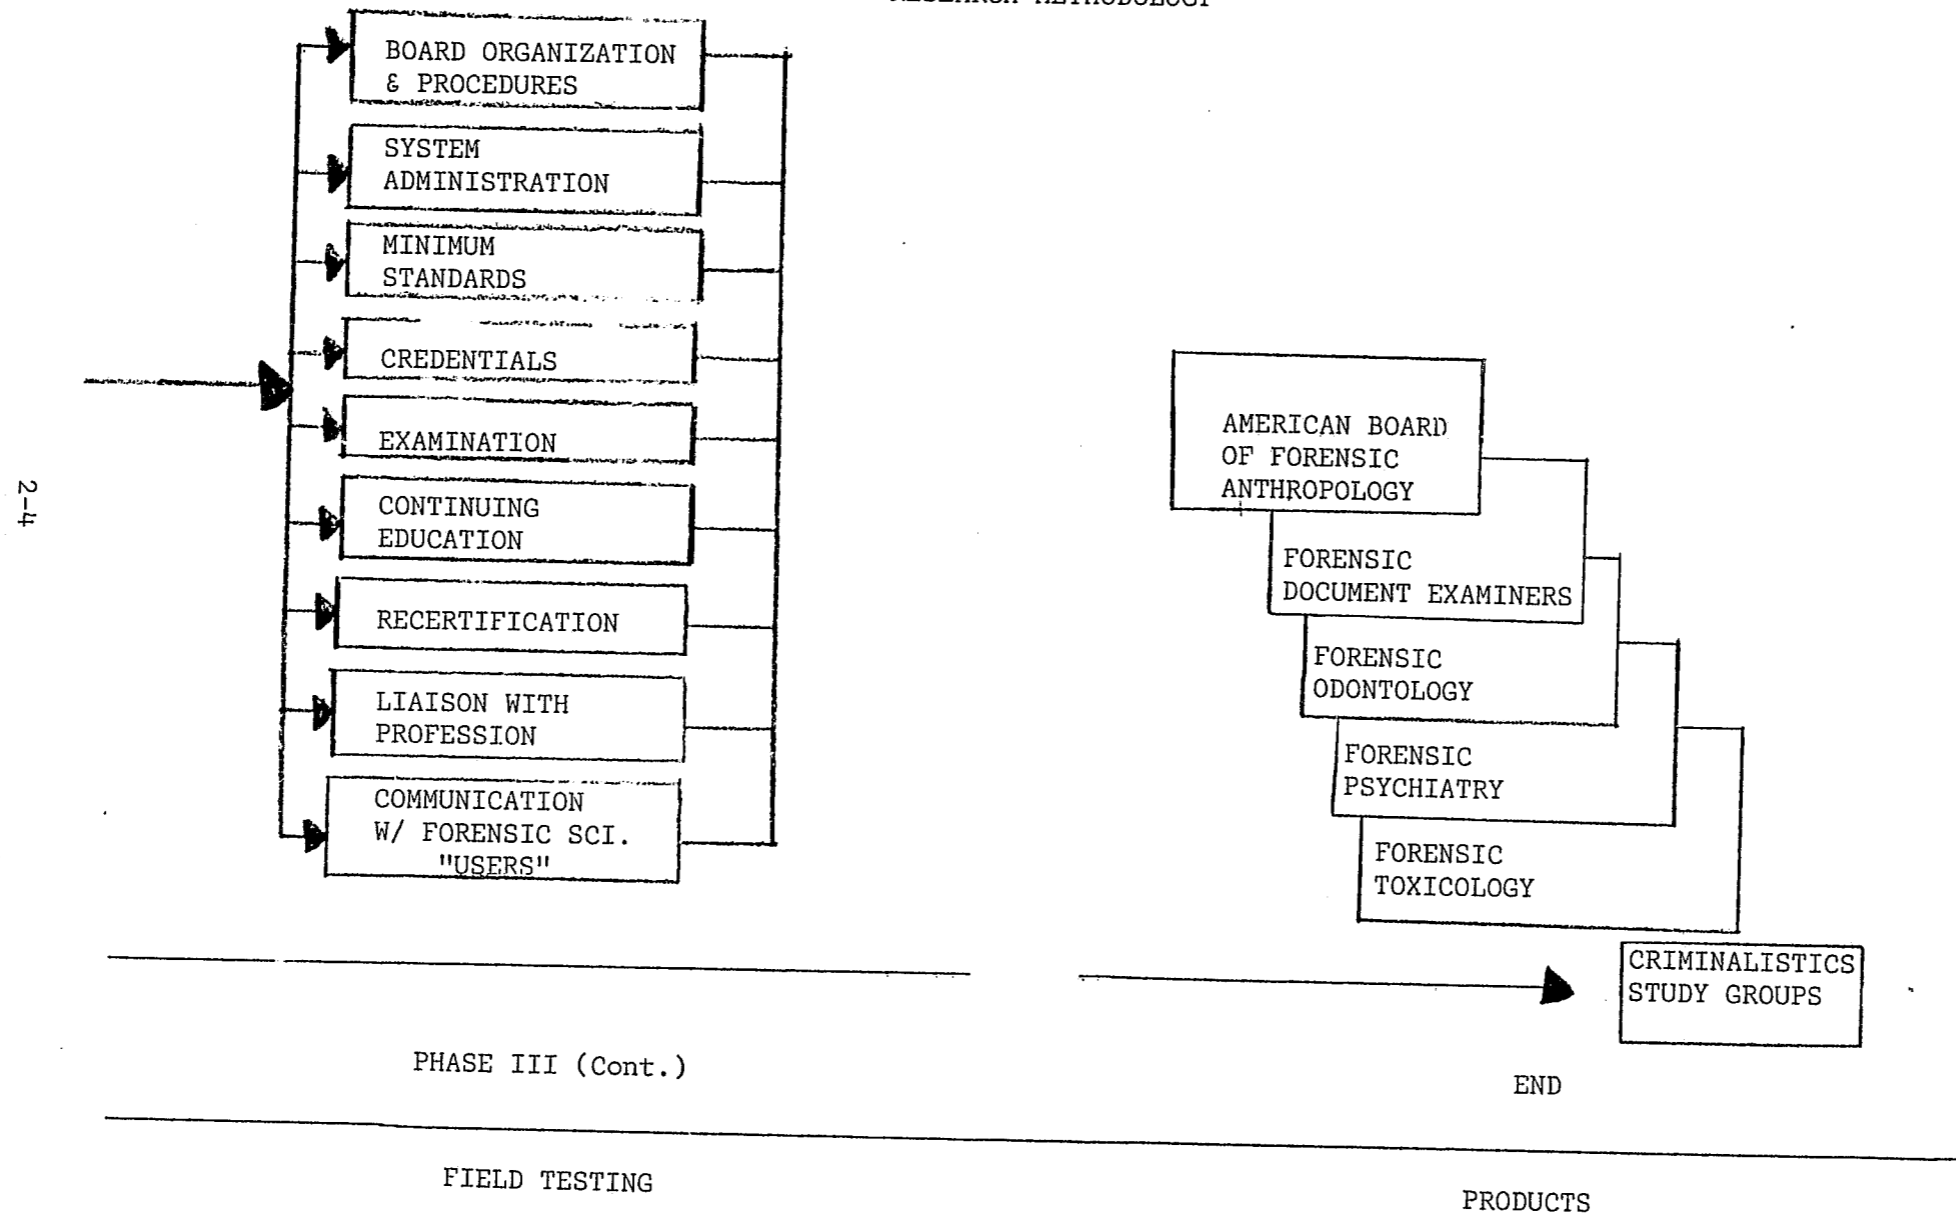 RESEARCH METHODOLOGY
BOARD ORGANIZATION
& PROCEDURES
SYSTEM
ADMINISTRATION
MINIMUM
STANDARDS
CREDENTIALS
EXAMINATION
CONTINUING
EDUCATION
RECERTIFICATION
LIAISON WITH
PROFESSION
COMMUNICATION
W/ FORENSIC SCI.
"USERS"
AMERICAN BOARD
OF FORENSIC
ANTHROPOLOGY
FORENSIC
DOCUMENT EXAMINERS
FORENSIC
ODONTOLOGY
FORENSIC
PSYCHIATRY
FORENSIC
TOXICOLOGY
CRIMINALISTICS
STUDY GROUPS
PHASE III (Cont.)
END
FIELD TESTING
PRODUCTS
2-4